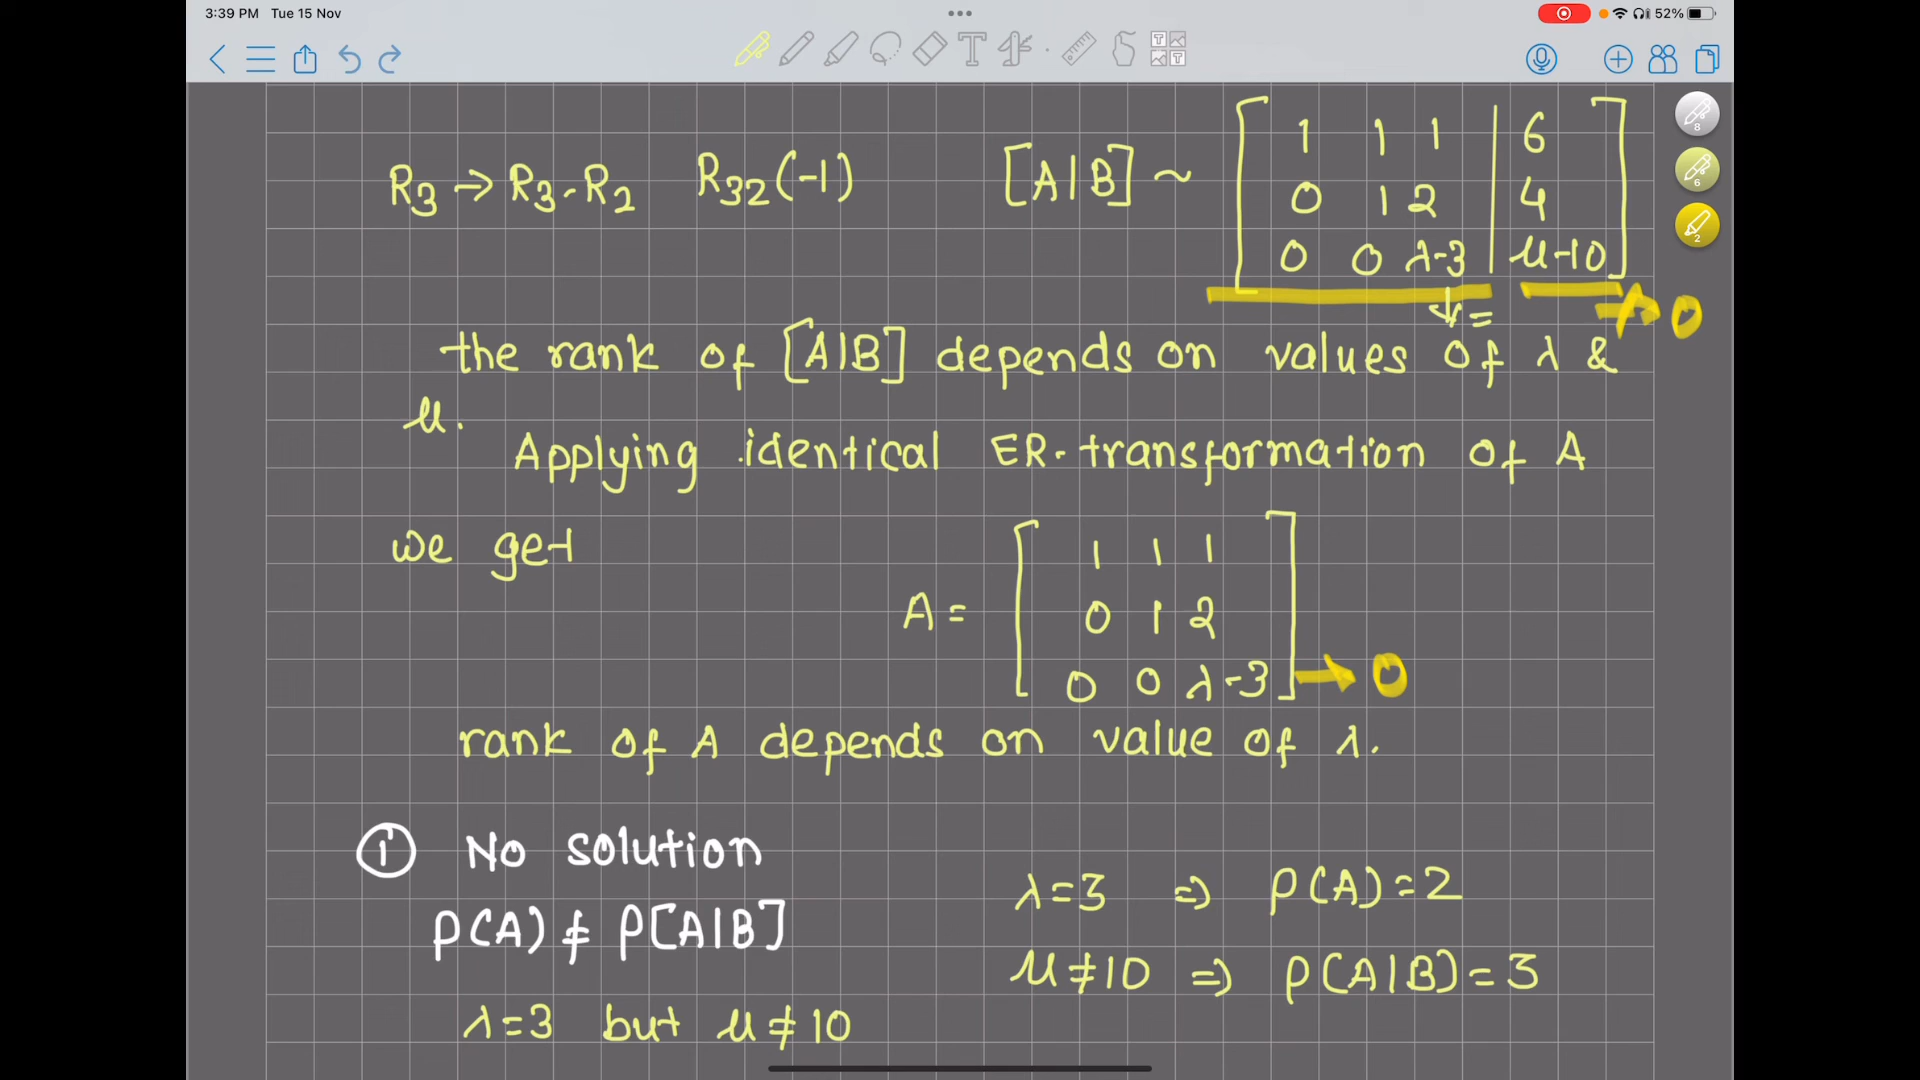 3:39 PM Tue 15 Nov 52%
R3 → R3-R2 R32(-1) [A|B] ~
1 1 1 | 6
0 1 2 | 4
0 0 λ-3 | μ-10
↓ = → 0
the rank of [A|B] depends on values of λ &
μ.
Applying identical ER-transformation of A
we get
1 1 1
A= 0 1 2
0 0 λ-3 → 0
rank of A depends on value of λ.
① No solution
λ=3 ⇒ ρ(A)=2
ρ(A) ≠ ρ[A|B]
μ≠10 ⇒ ρ(A|B)=3
λ=3 but μ≠10
8
6
2